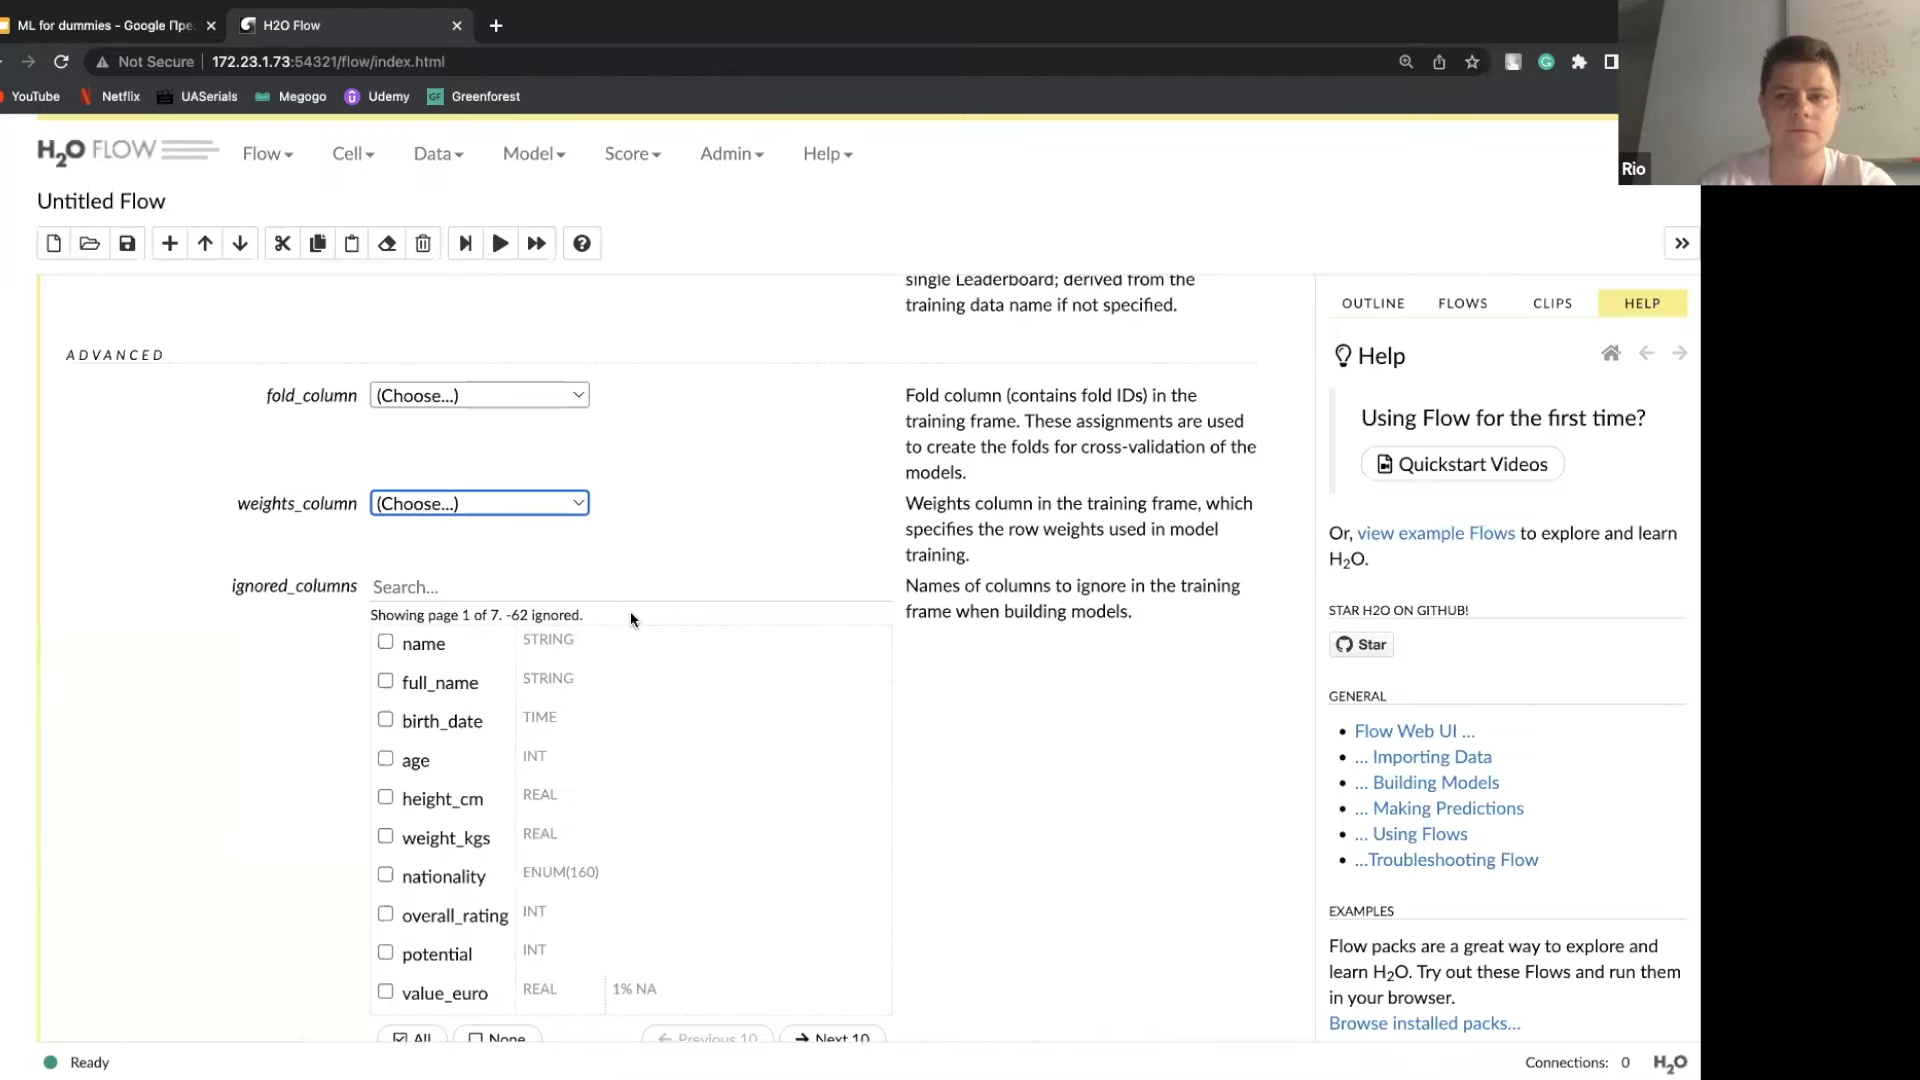 ML for dummies - Google Пре
H2O Flow
Not Secure
172.23.1.73:54321/flow/index.html
YouTube
Netflix
UASerials
Megogo
Udemy
Greenforest
Rio
H2O FLOW
Flow
Cell
Data
Model
Score
Admin
Help
Untitled Flow
single Leaderboard; derived from the
training data name if not specified.
ADVANCED
fold_column
(Choose...)
Fold column (contains fold IDs) in the
training frame. These assignments are used
to create the folds for cross-validation of the
models.
weights_column
(Choose...)
Weights column in the training frame, which
specifies the row weights used in model
training.
ignored_columns
Search...
Names of columns to ignore in the training
frame when building models.
Showing page 1 of 7. -62 ignored.
name STRING
full_name STRING
birth_date TIME
age INT
height_cm REAL
weight_kgs REAL
nationality ENUM(160)
overall_rating INT
potential INT
value_euro REAL 1% NA
All
None
Previous 10
Next 10
OUTLINE
FLOWS
CLIPS
HELP
Help
Using Flow for the first time?
Quickstart Videos
Or, view example Flows to explore and learn
H2O.
STAR H2O ON GITHUB!
Star
GENERAL
Flow Web UI ...
... Importing Data
... Building Models
... Making Predictions
... Using Flows
...Troubleshooting Flow
EXAMPLES
Flow packs are a great way to explore and
learn H2O. Try out these Flows and run them
in your browser.
Browse installed packs...
Ready
Connections: 0
H2O